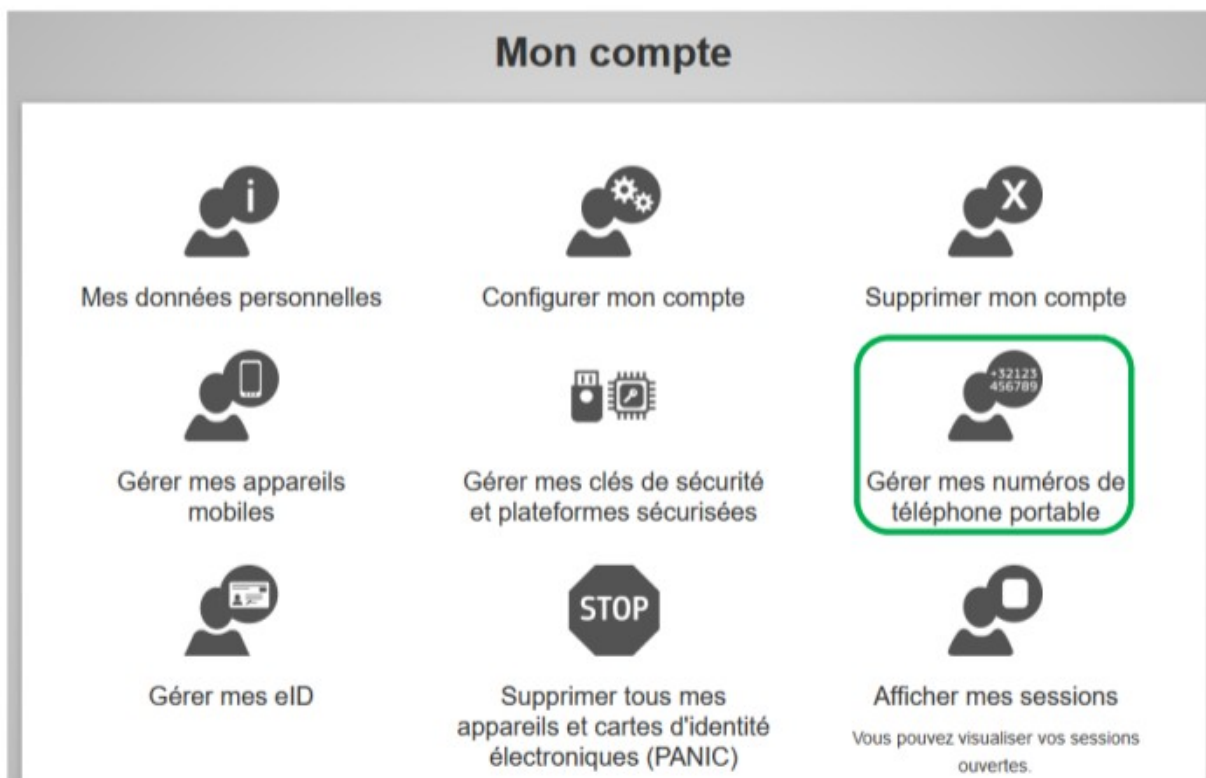 Mon compte
i
X
Mes données personnelles
Configurer mon compte
Supprimer mon compte
+32123
456789
Gérer mes appareils
mobiles
Gérer mes clés de sécurité
et plateformes sécurisées
Gérer mes numéros de
téléphone portable
STOP
Gérer mes eID
Supprimer tous mes
appareils et cartes d'identité
électroniques (PANIC)
Afficher mes sessions
Vous pouvez visualiser vos sessions
ouvertes.